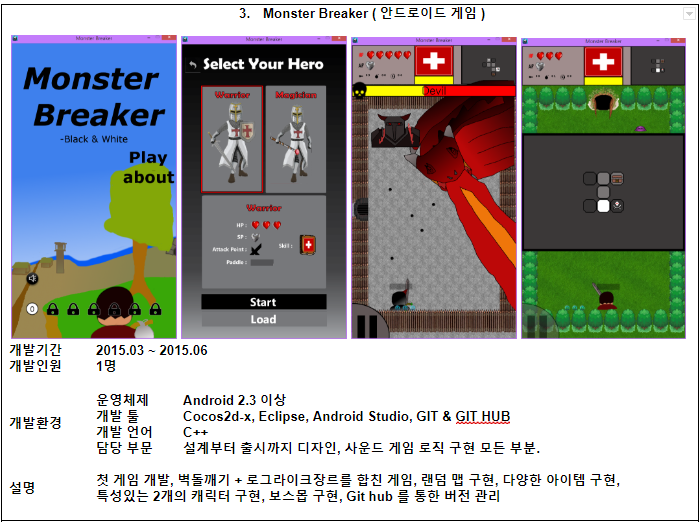 3. Monster Breaker ( 안드로이드 게임 )
Monster Breaker
Monster
Breaker
-Black & White
Play
about
0
Monster Breaker
Select Your Hero
Warrior
Magician
Warrior
HP :
SP :
Attack Point :
Skill :
Paddle :
Start
Load
Monster Breaker
Devil
Monster Breaker
개발기간 2015.03 ~ 2015.06
개발인원 1명
개발환경
운영체제 Android 2.3 이상
개발 툴 Cocos2d-x, Eclipse, Android Studio, GIT & GIT HUB
개발 언어 C++
담당 부문 설계부터 출시까지 디자인, 사운드 게임 로직 구현 모든 부분.
설명
첫 게임 개발, 벽돌깨기 + 로그라이크장르를 합친 게임, 랜덤 맵 구현, 다양한 아이템 구현,
특성있는 2개의 캐릭터 구현, 보스몹 구현, Git hub 를 통한 버전 관리